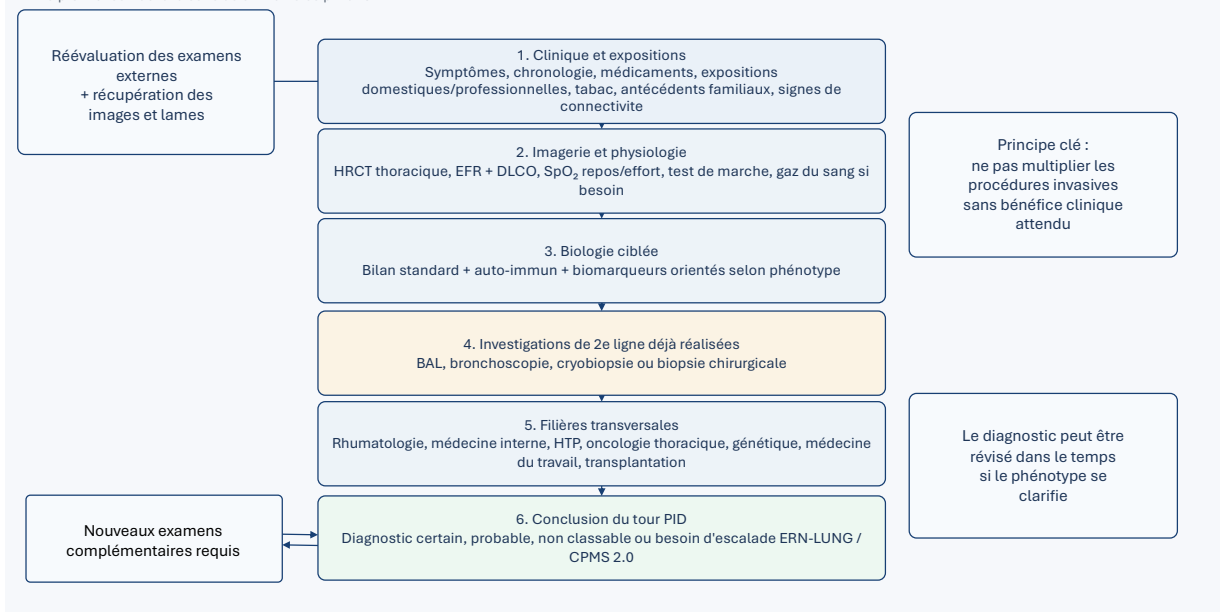 Réévaluation des examens
externes
+ récupération des
images et lames
1. Clinique et expositions
Symptômes, chronologie, médicaments, expositions
domestiques/professionnelles, tabac, antécédents familiaux, signes de
connectivite
2. Imagerie et physiologie
HRCT thoracique, EFR + DLCO, SpO₂ repos/effort, test de marche, gaz du sang si
besoin
Principe clé :
ne pas multiplier les
procédures invasives
sans bénéfice clinique
attendu
3. Biologie ciblée
Bilan standard + auto-immun + biomarqueurs orientés selon phénotype
4. Investigations de 2e ligne déjà réalisées
BAL, bronchoscopie, cryobiopsie ou biopsie chirurgicale
5. Filières transversales
Rhumatologie, médecine interne, HTP, oncologie thoracique, génétique, médecine
du travail, transplantation
Le diagnostic peut être
révisé dans le temps
si le phénotype se
clarifie
Nouveaux examens
complémentaires requis
6. Conclusion du tour PID
Diagnostic certain, probable, non classable ou besoin d'escalade ERN-LUNG /
CPMS 2.0